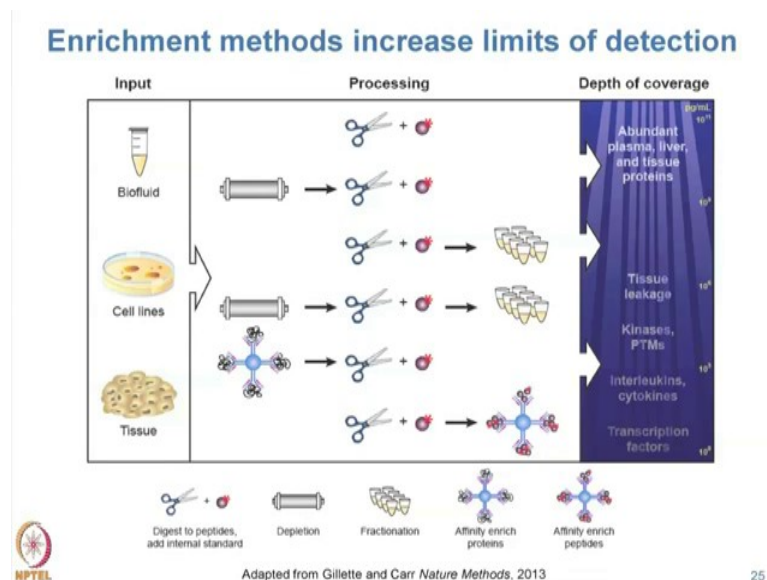 Enrichment methods increase limits of detection
Input
Processing
Depth of coverage
pg/mL
Biofluid
Cell lines
Tissue
+
+
+
+
+
+
Abundant
plasma, liver,
and tissue
proteins
Tissue
leakage
Kinases,
PTMs
Interleukins,
cytokines
Transcription
factors
+
Digest to peptides,
add internal standard
Depletion
Fractionation
Affinity enrich
proteins
Affinity enrich
peptides
NPTEL
Adapted from Gillette and Carr Nature Methods, 2013
25